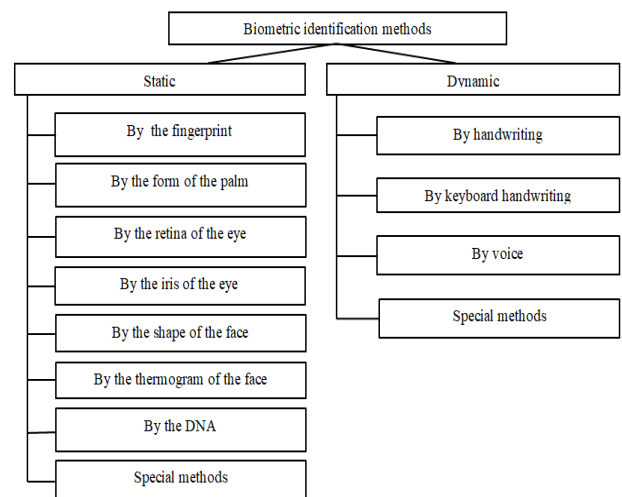 Biometric identification methods
Static
By the fingerprint
By the form of the palm
By the retina of the eye
By the iris of the eye
By the shape of the face
By the thermogram of the face
By the DNA
Special methods
Dynamic
By handwriting
By keyboard handwriting
By voice
Special methods